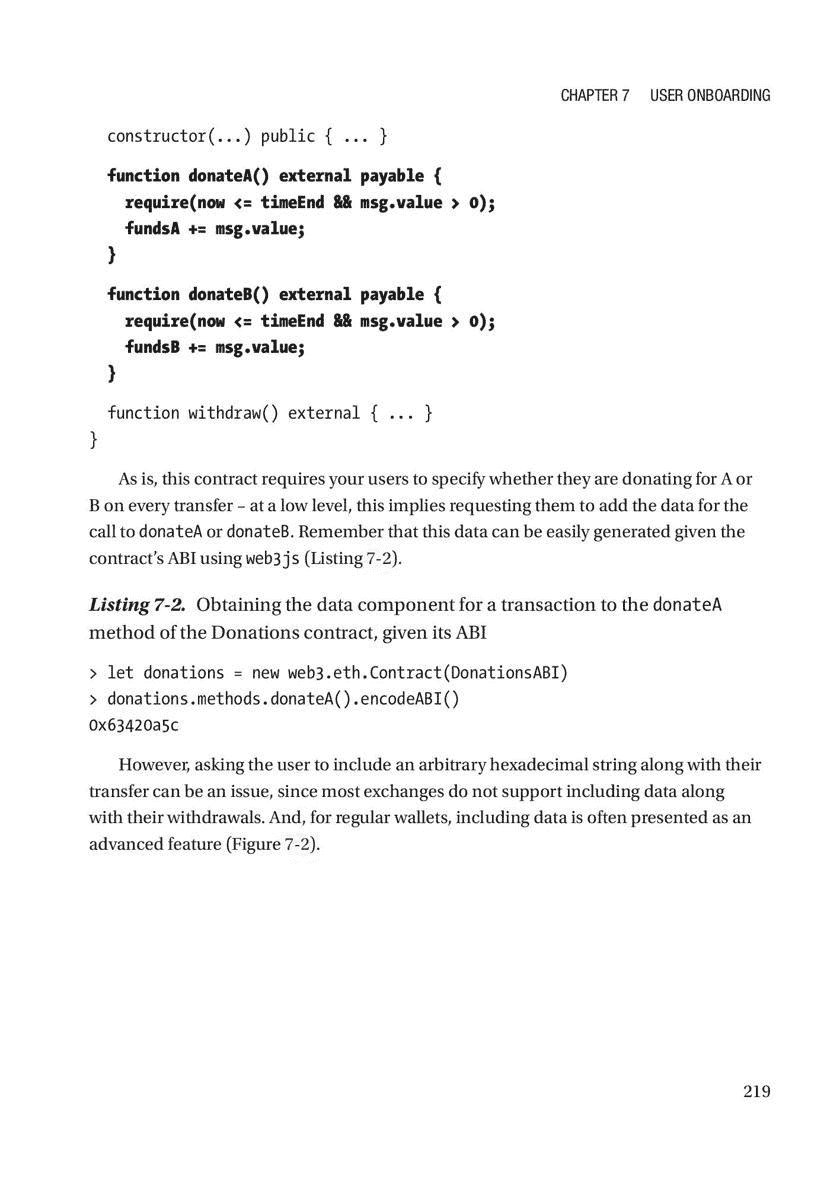 CHAPTER 7 USER ONBOARDING
constructor(...) public { ... }
function donateA() external payable {
require(now <= timeEnd && msg.value > 0);
fundsA += msg.value;
}
function donateB() external payable {
require(now <= timeEnd && msg.value > 0);
fundsB += msg.value;
}
function withdraw() external { ... }
}
As is, this contract requires your users to specify whether they are donating for A or
B on every transfer – at a low level, this implies requesting them to add the data for the
call to donateA or donateB. Remember that this data can be easily generated given the
contract’s ABI using web3js (Listing 7-2).
Listing 7-2. Obtaining the data component for a transaction to the donateA
method of the Donations contract, given its ABI
> let donations = new web3.eth.Contract(DonationsABI)
> donations.methods.donateA().encodeABI()
0x63420a5c
However, asking the user to include an arbitrary hexadecimal string along with their
transfer can be an issue, since most exchanges do not support including data along
with their withdrawals. And, for regular wallets, including data is often presented as an
advanced feature (Figure 7-2).
219